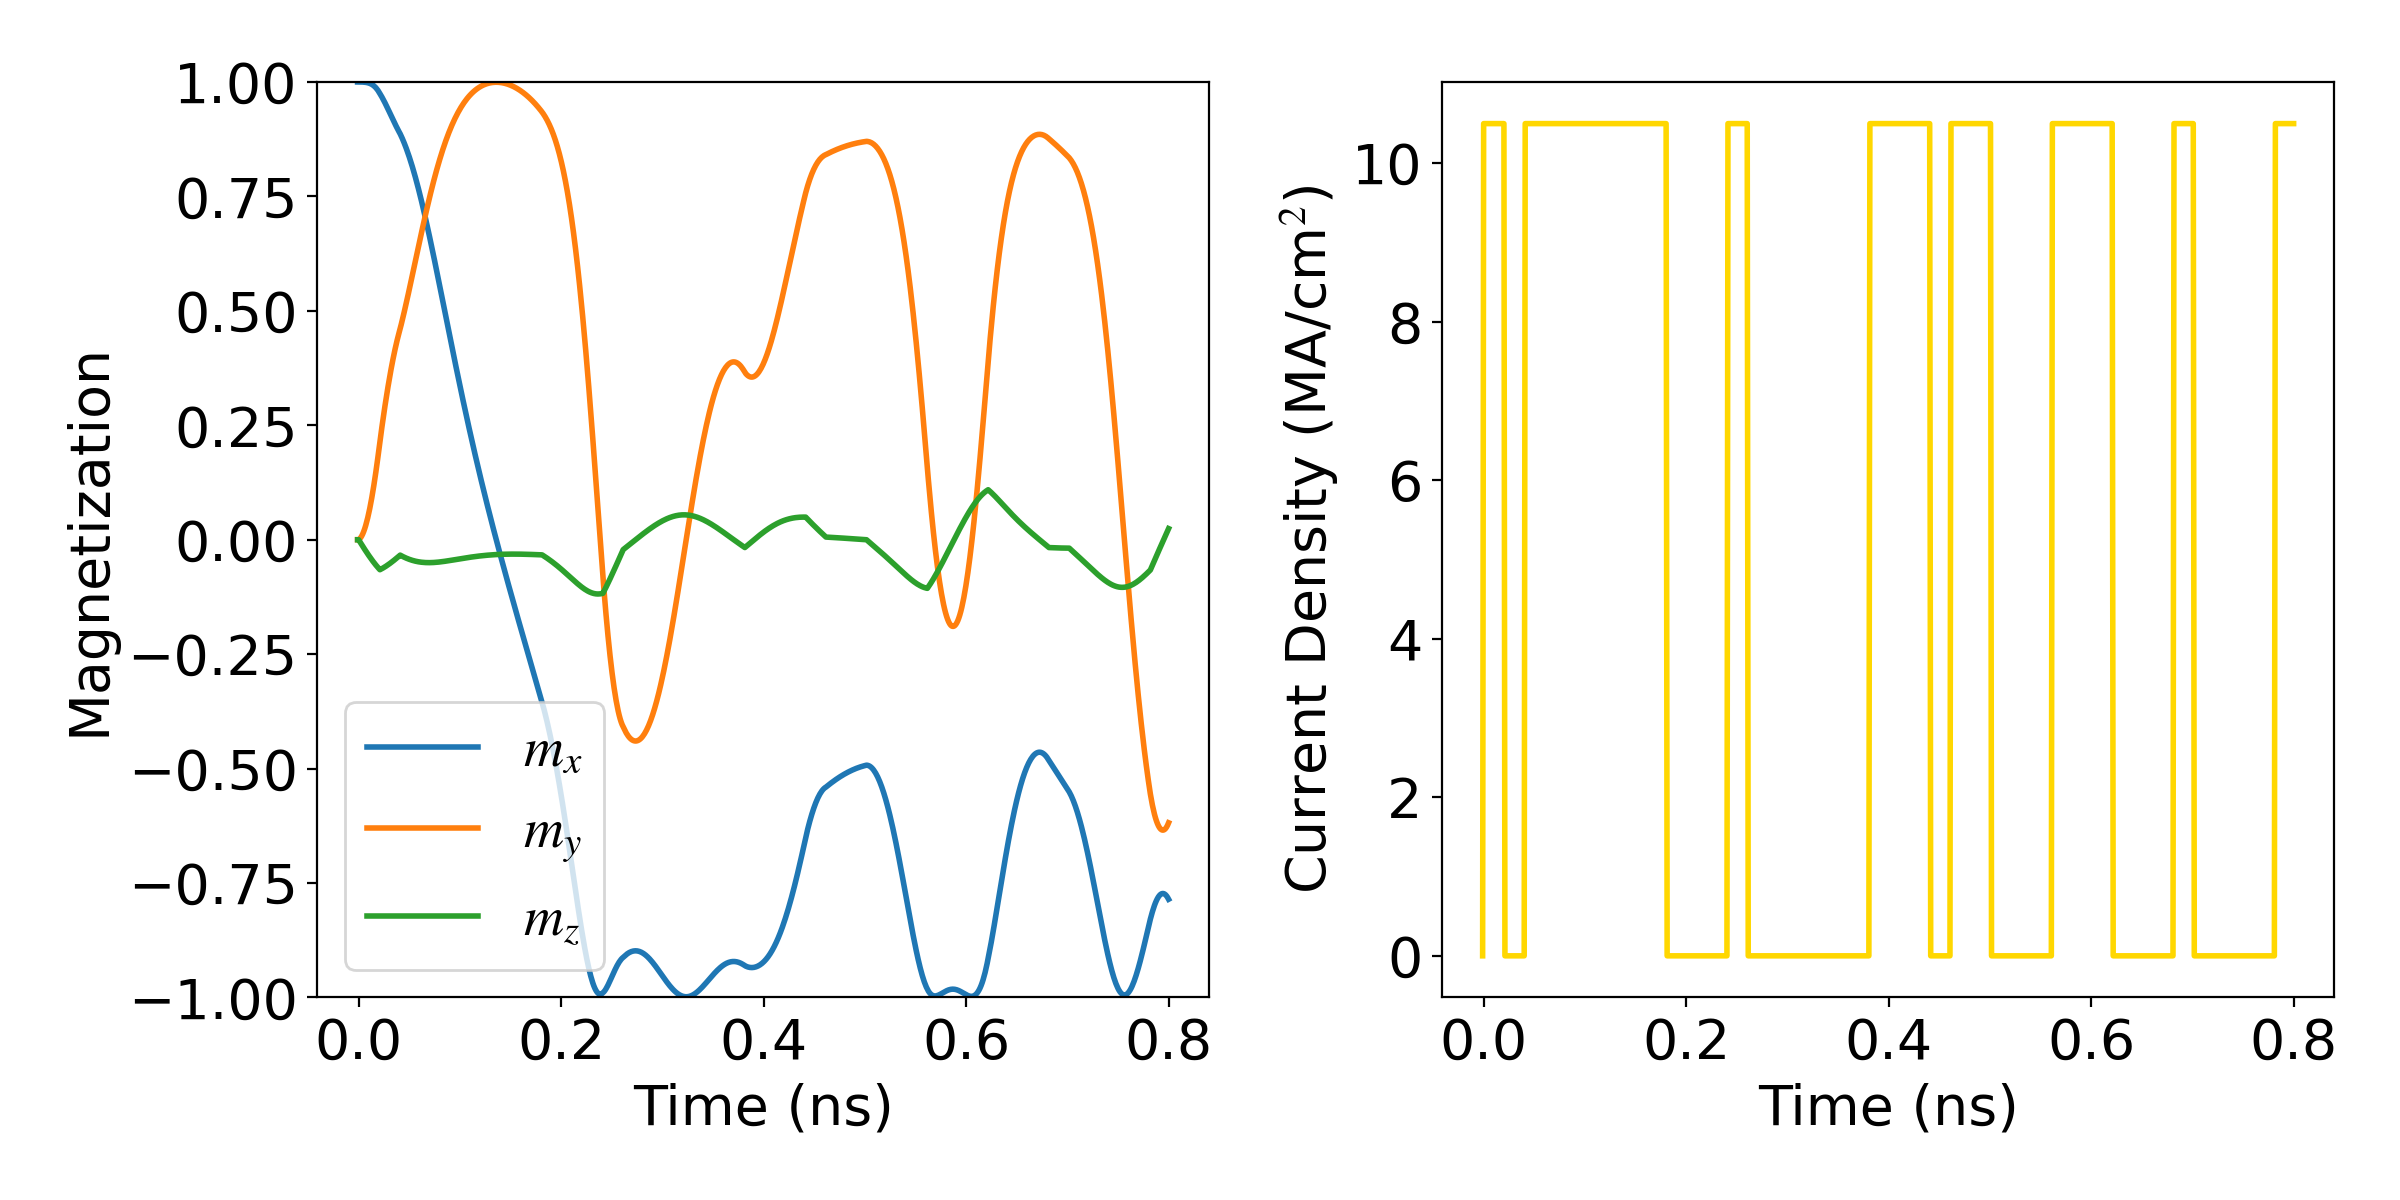 1.00
0.75
0.50
0.25
0.00
−0.25
−0.50
−0.75
−1.00
Magnetization
m_x
m_y
m_z
0.0 0.2 0.4 0.6 0.8
Time (ns)
10
8
6
4
2
0
Current Density (MA/cm²)
0.0 0.2 0.4 0.6 0.8
Time (ns)